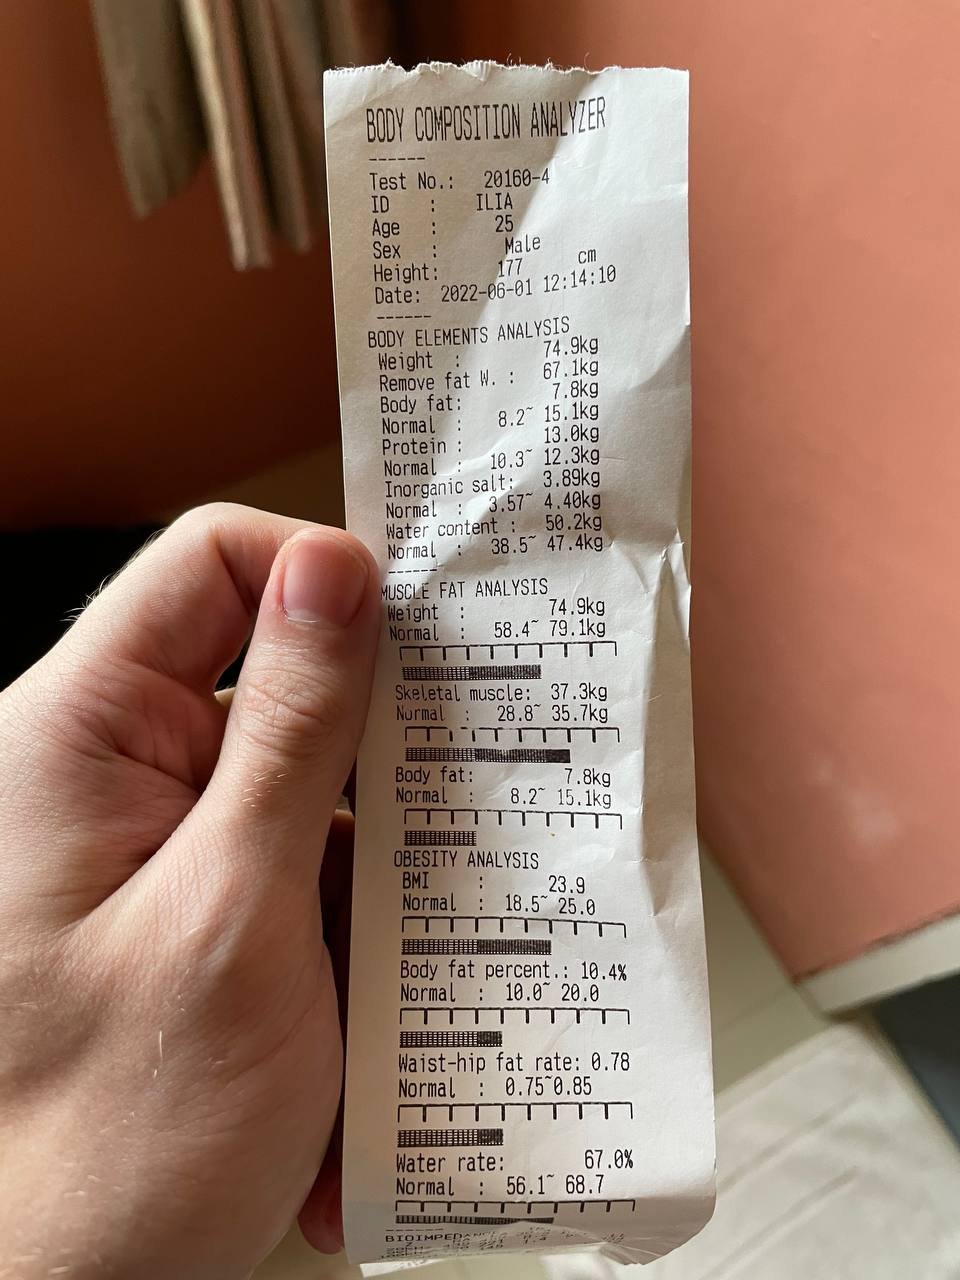 BODY COMPOSITION ANALYZER
------
Test No.: 20160-4
ID : ILIA
Age : 25
Sex : Male
Height: 177 cm
Date: 2022-06-01 12:14:10
------
BODY ELEMENTS ANALYSIS
Weight : 74.9kg
Remove fat W. : 67.1kg
Body fat: 7.8kg
Normal : 8.2~ 15.1kg
Protein : 13.0kg
Normal : 10.3~ 12.3kg
Inorganic salt: 3.89kg
Normal : 3.57~ 4.40kg
Water content : 50.2kg
Normal : 38.5~ 47.4kg
------
MUSCLE FAT ANALYSIS
Weight : 74.9kg
Normal : 58.4~ 79.1kg
Skeletal muscle: 37.3kg
Normal : 28.8~ 35.7kg
Body fat: 7.8kg
Normal : 8.2~ 15.1kg
OBESITY ANALYSIS
BMI : 23.9
Normal : 18.5~ 25.0
Body fat percent.: 10.4%
Normal : 10.0~ 20.0
Waist-hip fat rate: 0.78
Normal : 0.75~0.85
Water rate: 67.0%
Normal : 56.1~ 68.7
------